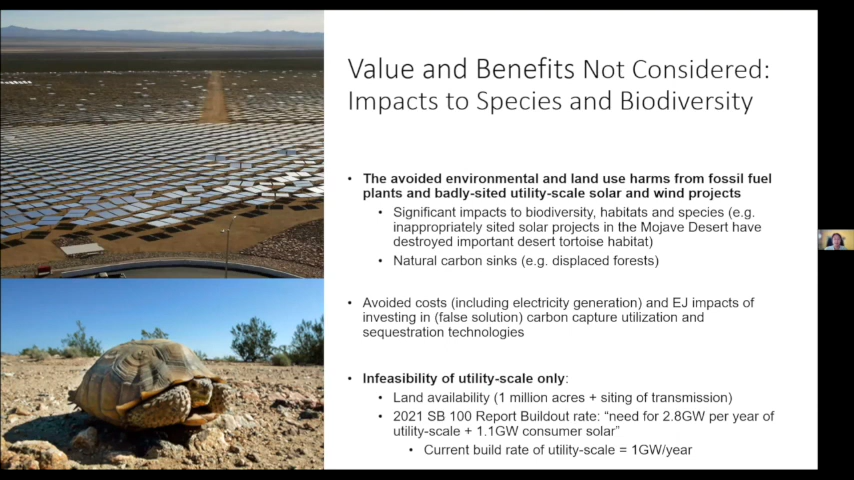 Value and Benefits Not Considered:
Impacts to Species and Biodiversity
• The avoided environmental and land use harms from fossil fuel
plants and badly-sited utility-scale solar and wind projects
• Significant impacts to biodiversity, habitats and species (e.g.
inappropriately sited solar projects in the Mojave Desert have
destroyed important desert tortoise habitat)
• Natural carbon sinks (e.g. displaced forests)
• Avoided costs (including electricity generation) and EJ impacts of
investing in (false solution) carbon capture utilization and
sequestration technologies
• Infeasibility of utility-scale only:
• Land availability (1 million acres + siting of transmission)
• 2021 SB 100 Report Buildout rate: “need for 2.8GW per year of
utility-scale + 1.1GW consumer solar”
• Current build rate of utility-scale = 1GW/year